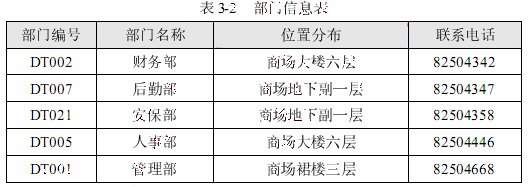 表 3-2 部门信息表
部门编号 部门名称 位置分布 联系电话
DT002 财务部 商场大楼六层 82504342
DT007 后勤部 商场地下副一层 82504347
DT021 安保部 商场地下副一层 82504358
DT005 人事部 商场大楼六层 82504446
DT001 管理部 商场裙楼三层 82504668